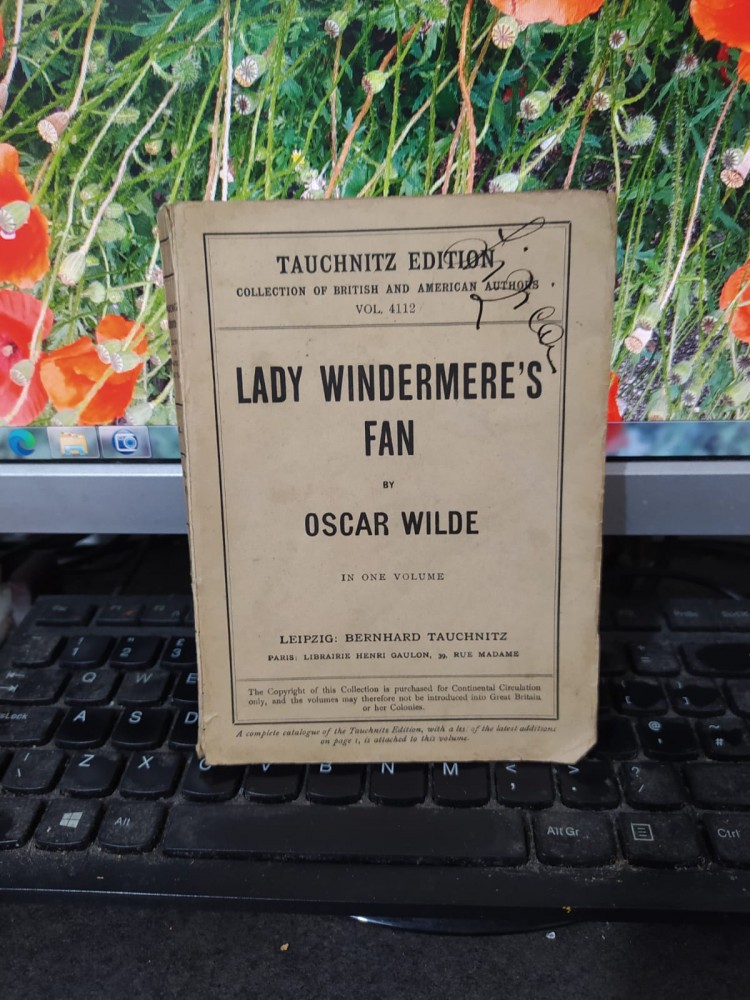 TAUCHNITZ EDITION
COLLECTION OF BRITISH AND AMERICAN AUTHORS
VOL. 4112
LADY WINDERMERE'S
FAN
BY
OSCAR WILDE
IN ONE VOLUME
LEIPZIG: BERNHARD TAUCHNITZ
PARIS: LIBRAIRIE HENRI GAULON, 39, RUE MADAME
The Copyright of this Collection is purchased for Continental Circulation
only, and the volumes may therefore not be introduced into Great Britain
or her Colonies.
A complete catalogue of the Tauchnitz Edition, with a list of the latest additions
on page 1, is attached to this volume.
1 2 3
Q W E
A S D
Z X C V B N M < , > . ? /
Alt Alt Gr Ctrl